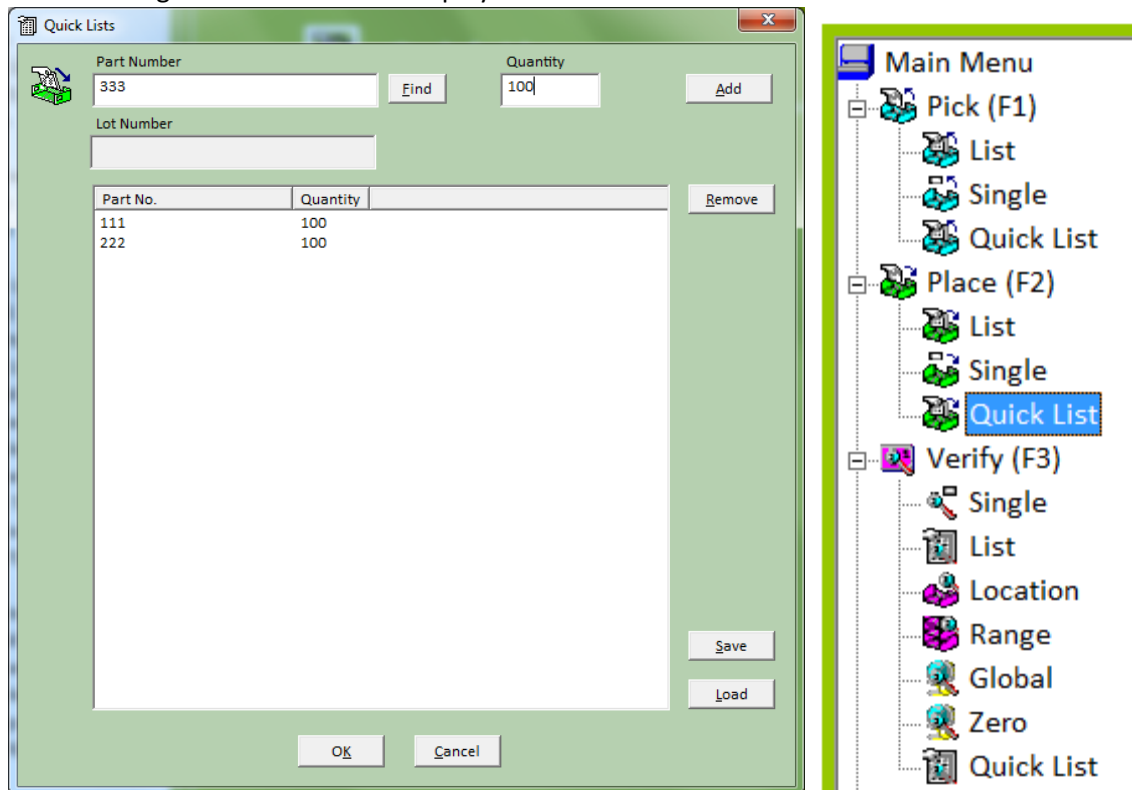 Quick Lists
Part Number
Quantity
333
Find
100
Add
Lot Number
Part No. Quantity
Remove
111 100
222 100
Save
Load
OK
Cancel
Main Menu
Pick (F1)
List
Single
Quick List
Place (F2)
List
Single
Quick List
Verify (F3)
Single
List
Location
Range
Global
Zero
Quick List